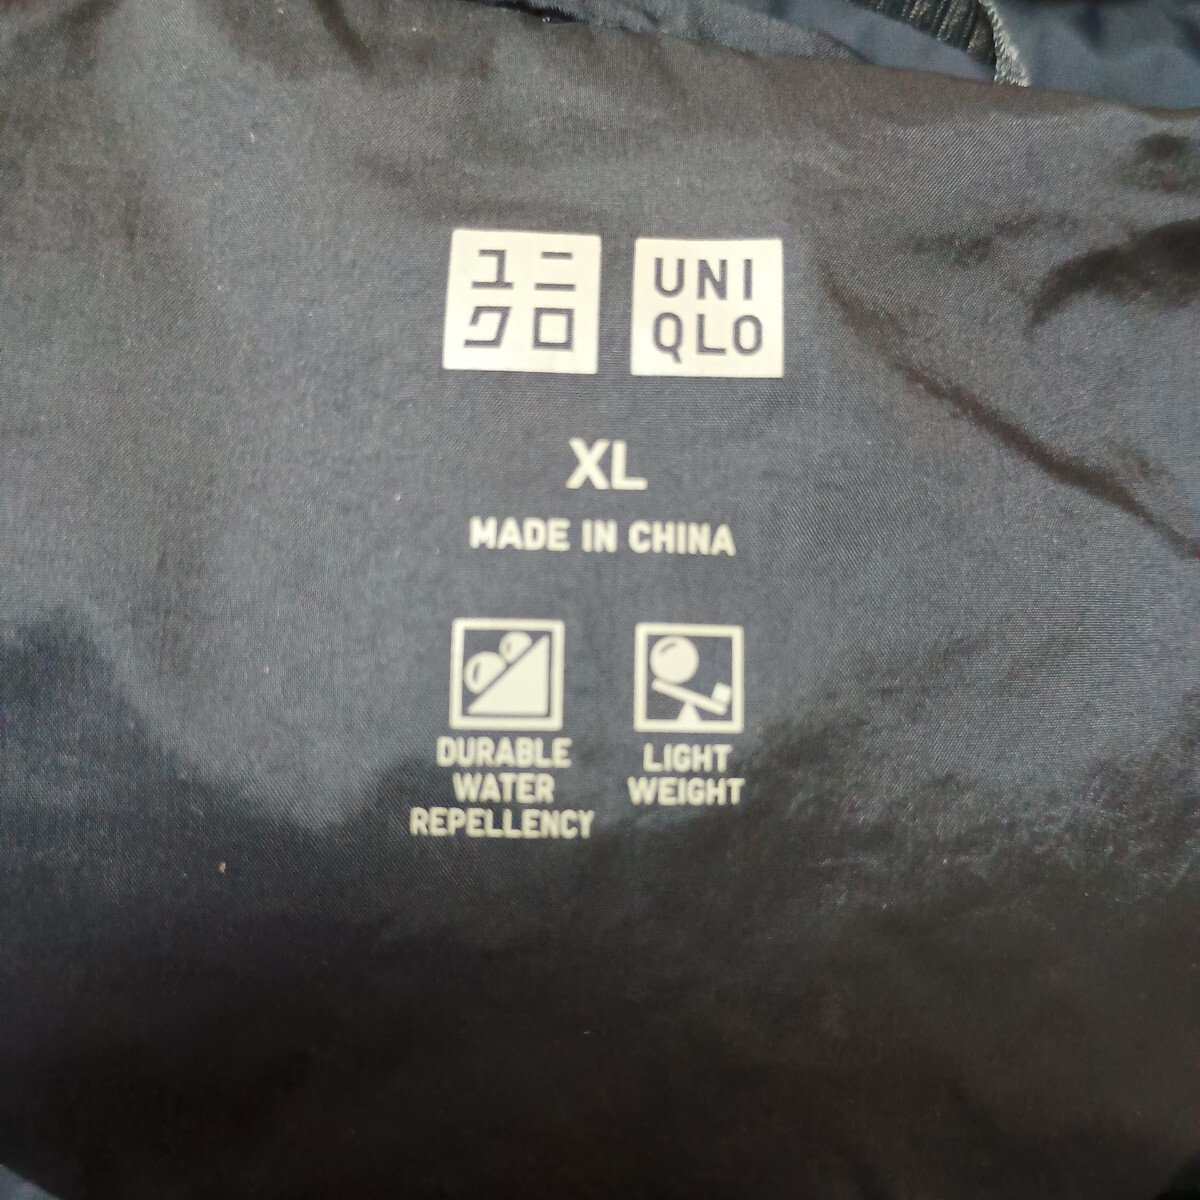 ユニ
クロ
UNI
QLO
XL
MADE IN CHINA
DURABLE
WATER
REPELLENCY
LIGHT
WEIGHT